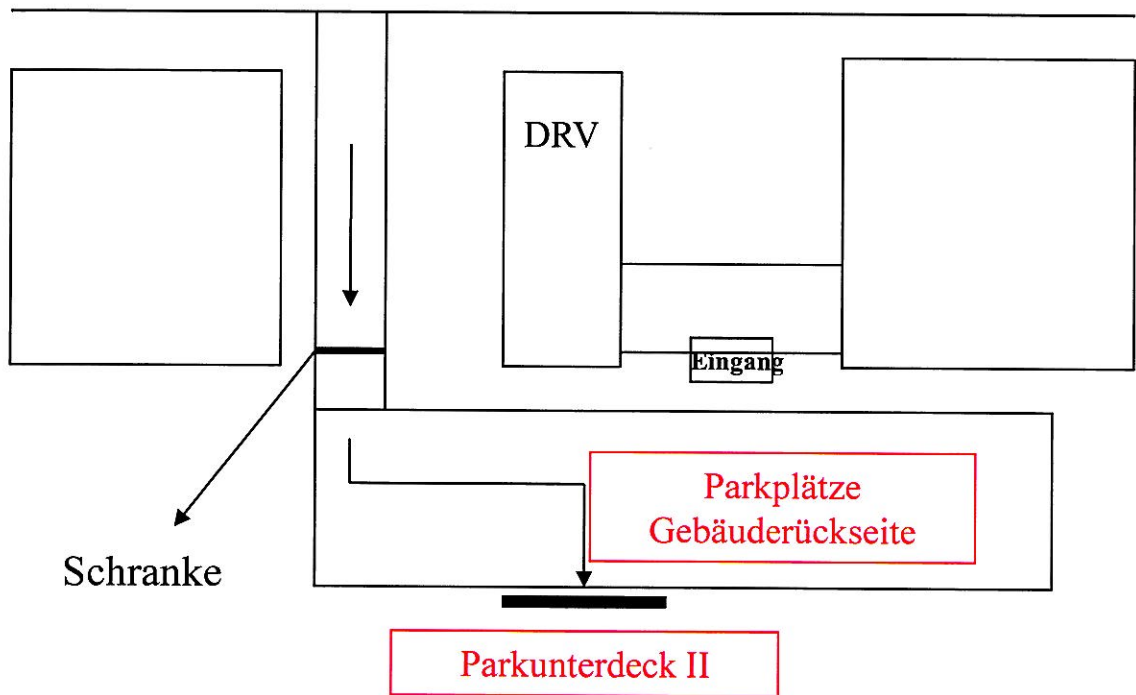 DRV
Eingang
Parkplätze
Gebäuderückseite
Schranke
Parkunterdeck II